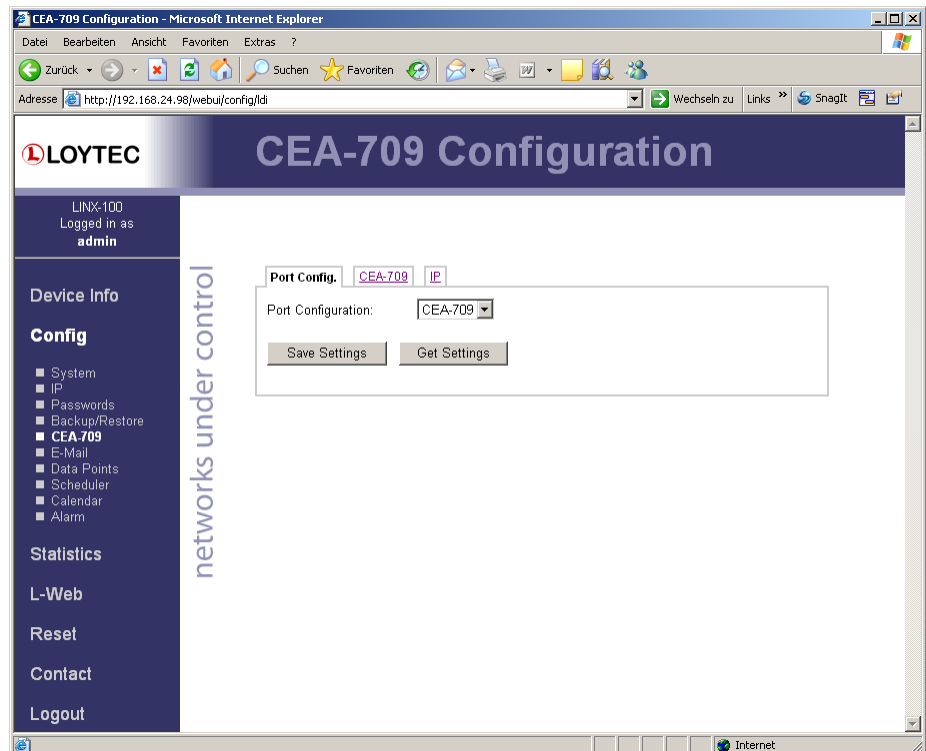 CEA-709 Configuration - Microsoft Internet Explorer
Datei Bearbeiten Ansicht Favoriten Extras ?
Zurück Suchen Favoriten
Adresse http://192.168.24.98/webui/config/ldi Wechseln zu Links » SnagIt
LOYTEC
CEA-709 Configuration
LINX-100
Logged in as
admin
Device Info
Config
System
IP
Passwords
Backup/Restore
CEA-709
E-Mail
Data Points
Scheduler
Calendar
Alarm
Statistics
L-Web
Reset
Contact
Logout
networks under control
Port Config. CEA-709 IP
Port Configuration: CEA-709
Save Settings Get Settings
Internet